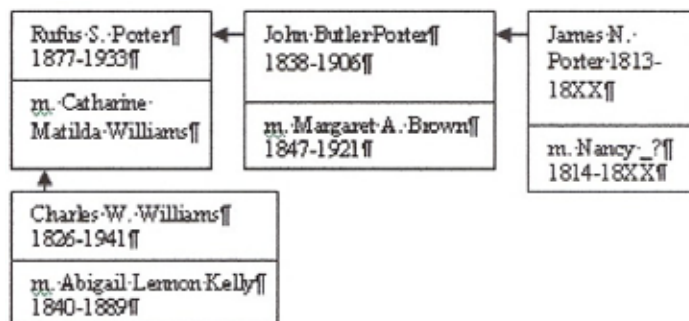 Rufus·S.·Porter¶
1877-1933¶
m.·Catharine·
Matilda·Williams¶
John·Butler·Porter¶
1838-1906¶
m.·Margaret·A.·Brown¶
1847-1921¶
James·N.·
Porter·1813-
18XX¶
m.·Nancy·_?¶
1814-18XX¶
Charles·W.·Williams¶
1826-1941¶
m.·Abigail·Lennon·Kelly¶
1840-1889¶